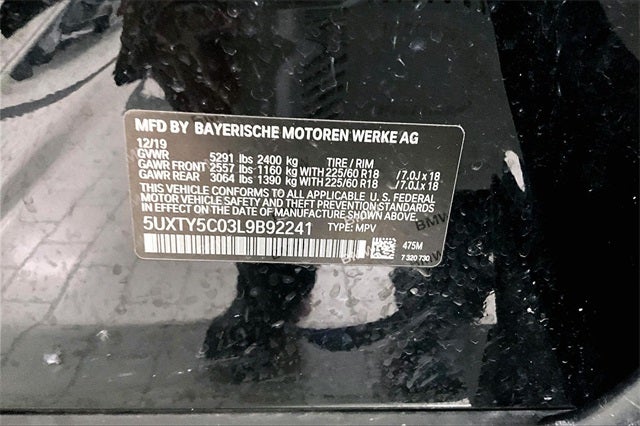 MFD BY BAYERISCHE MOTOREN WERKE AG
12/19
GVWR 5291 lbs 2400 kg TIRE / RIM
GAWR FRONT 2557 lbs 1160 kg WITH 225/60 R18 /7.0J x 18
GAWR REAR 3064 lbs 1390 kg WITH 225/60 R18 /7.0J x 18
THIS VEHICLE CONFORMS TO ALL APPLICABLE U. S. FEDERAL
MOTOR VEHICLE SAFETY AND THEFT PREVENTION STANDARDS
IN EFFECT ON THE DATE OF MANUFACTURE SHOWN ABOVE.
5UXTY5C03L9B92241 TYPE: MPV
475M
7 320 730